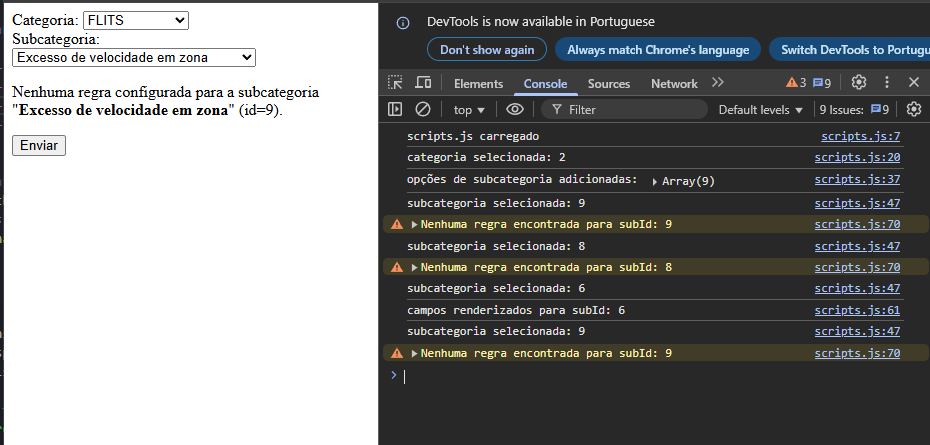 Categoria: FLITS
Subcategoria:
Excesso de velocidade em zona
Nenhuma regra configurada para a subcategoria
"Excesso de velocidade em zona" (id=9).
Enviar
DevTools is now available in Portuguese
Don't show again Always match Chrome's language Switch DevTools to Portugu
Elements Console Sources Network 3 9
top Filter Default levels 9 Issues: 9
scripts.js carregado scripts.js:7
categoria selecionada: 2 scripts.js:20
opções de subcategoria adicionadas: Array(9) scripts.js:37
subcategoria selecionada: 9 scripts.js:47
Nenhuma regra encontrada para subId: 9 scripts.js:70
subcategoria selecionada: 8 scripts.js:47
Nenhuma regra encontrada para subId: 8 scripts.js:70
subcategoria selecionada: 6 scripts.js:47
campos renderizados para subId: 6 scripts.js:61
subcategoria selecionada: 9 scripts.js:47
Nenhuma regra encontrada para subId: 9 scripts.js:70